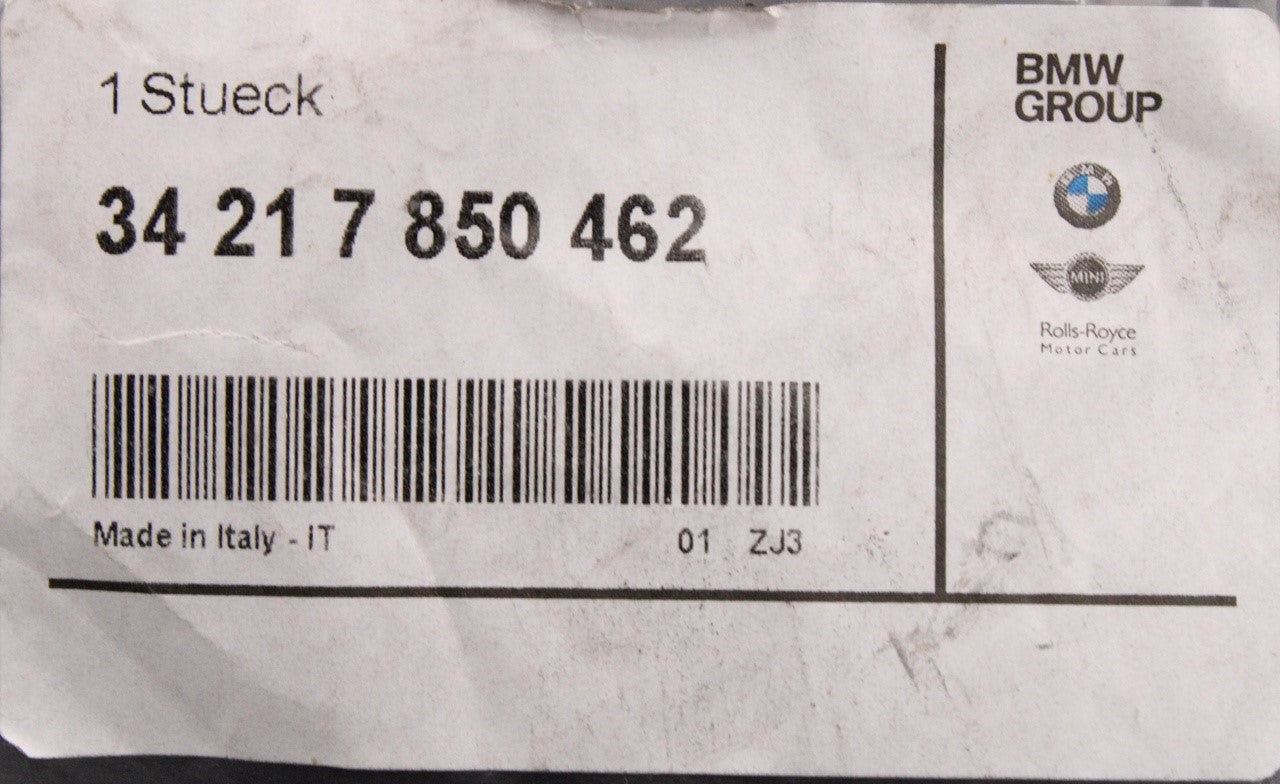 1 Stueck
34 21 7 850 462
Made in Italy - IT
01 ZJ3
BMW
GROUP
BMW
MINI
Rolls-Royce
Motor Cars